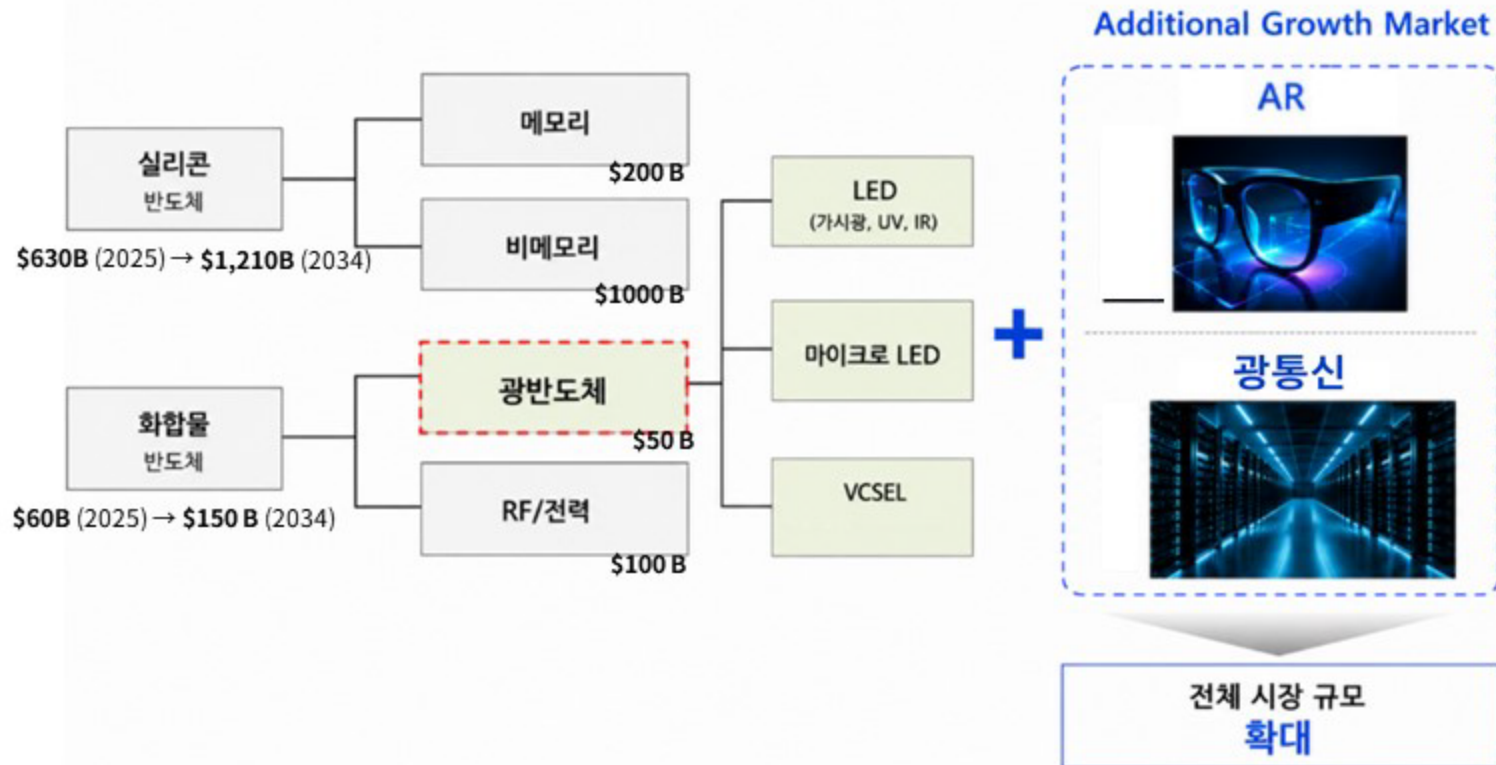 Additional Growth Market
실리콘
반도체
$630B (2025) → $1,210B (2034)
메모리
$200 B
비메모리
$1000 B
화합물
반도체
$60B (2025) → $150 B (2034)
광반도체
$50 B
RF/전력
$100 B
LED
(가시광, UV, IR)
마이크로 LED
VCSEL
AR
광통신
전체 시장 규모
확대